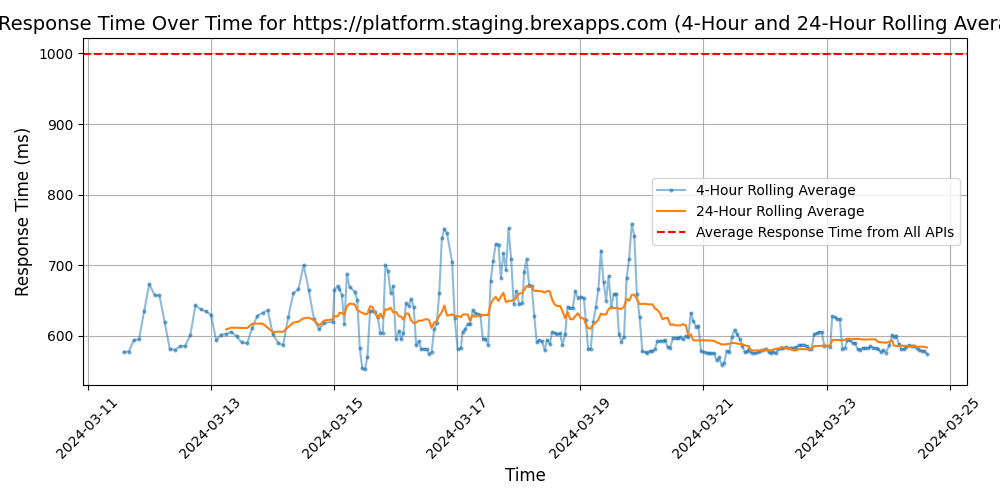 Response Time Over Time for https://platform.staging.brexapps.com (4-Hour and 24-Hour Rolling Avera
Response Time (ms)
1000
900
800
700
600
4-Hour Rolling Average
24-Hour Rolling Average
Average Response Time from All APIs
2024-03-11
2024-03-13
2024-03-15
2024-03-17
2024-03-19
2024-03-21
2024-03-23
2024-03-25
Time